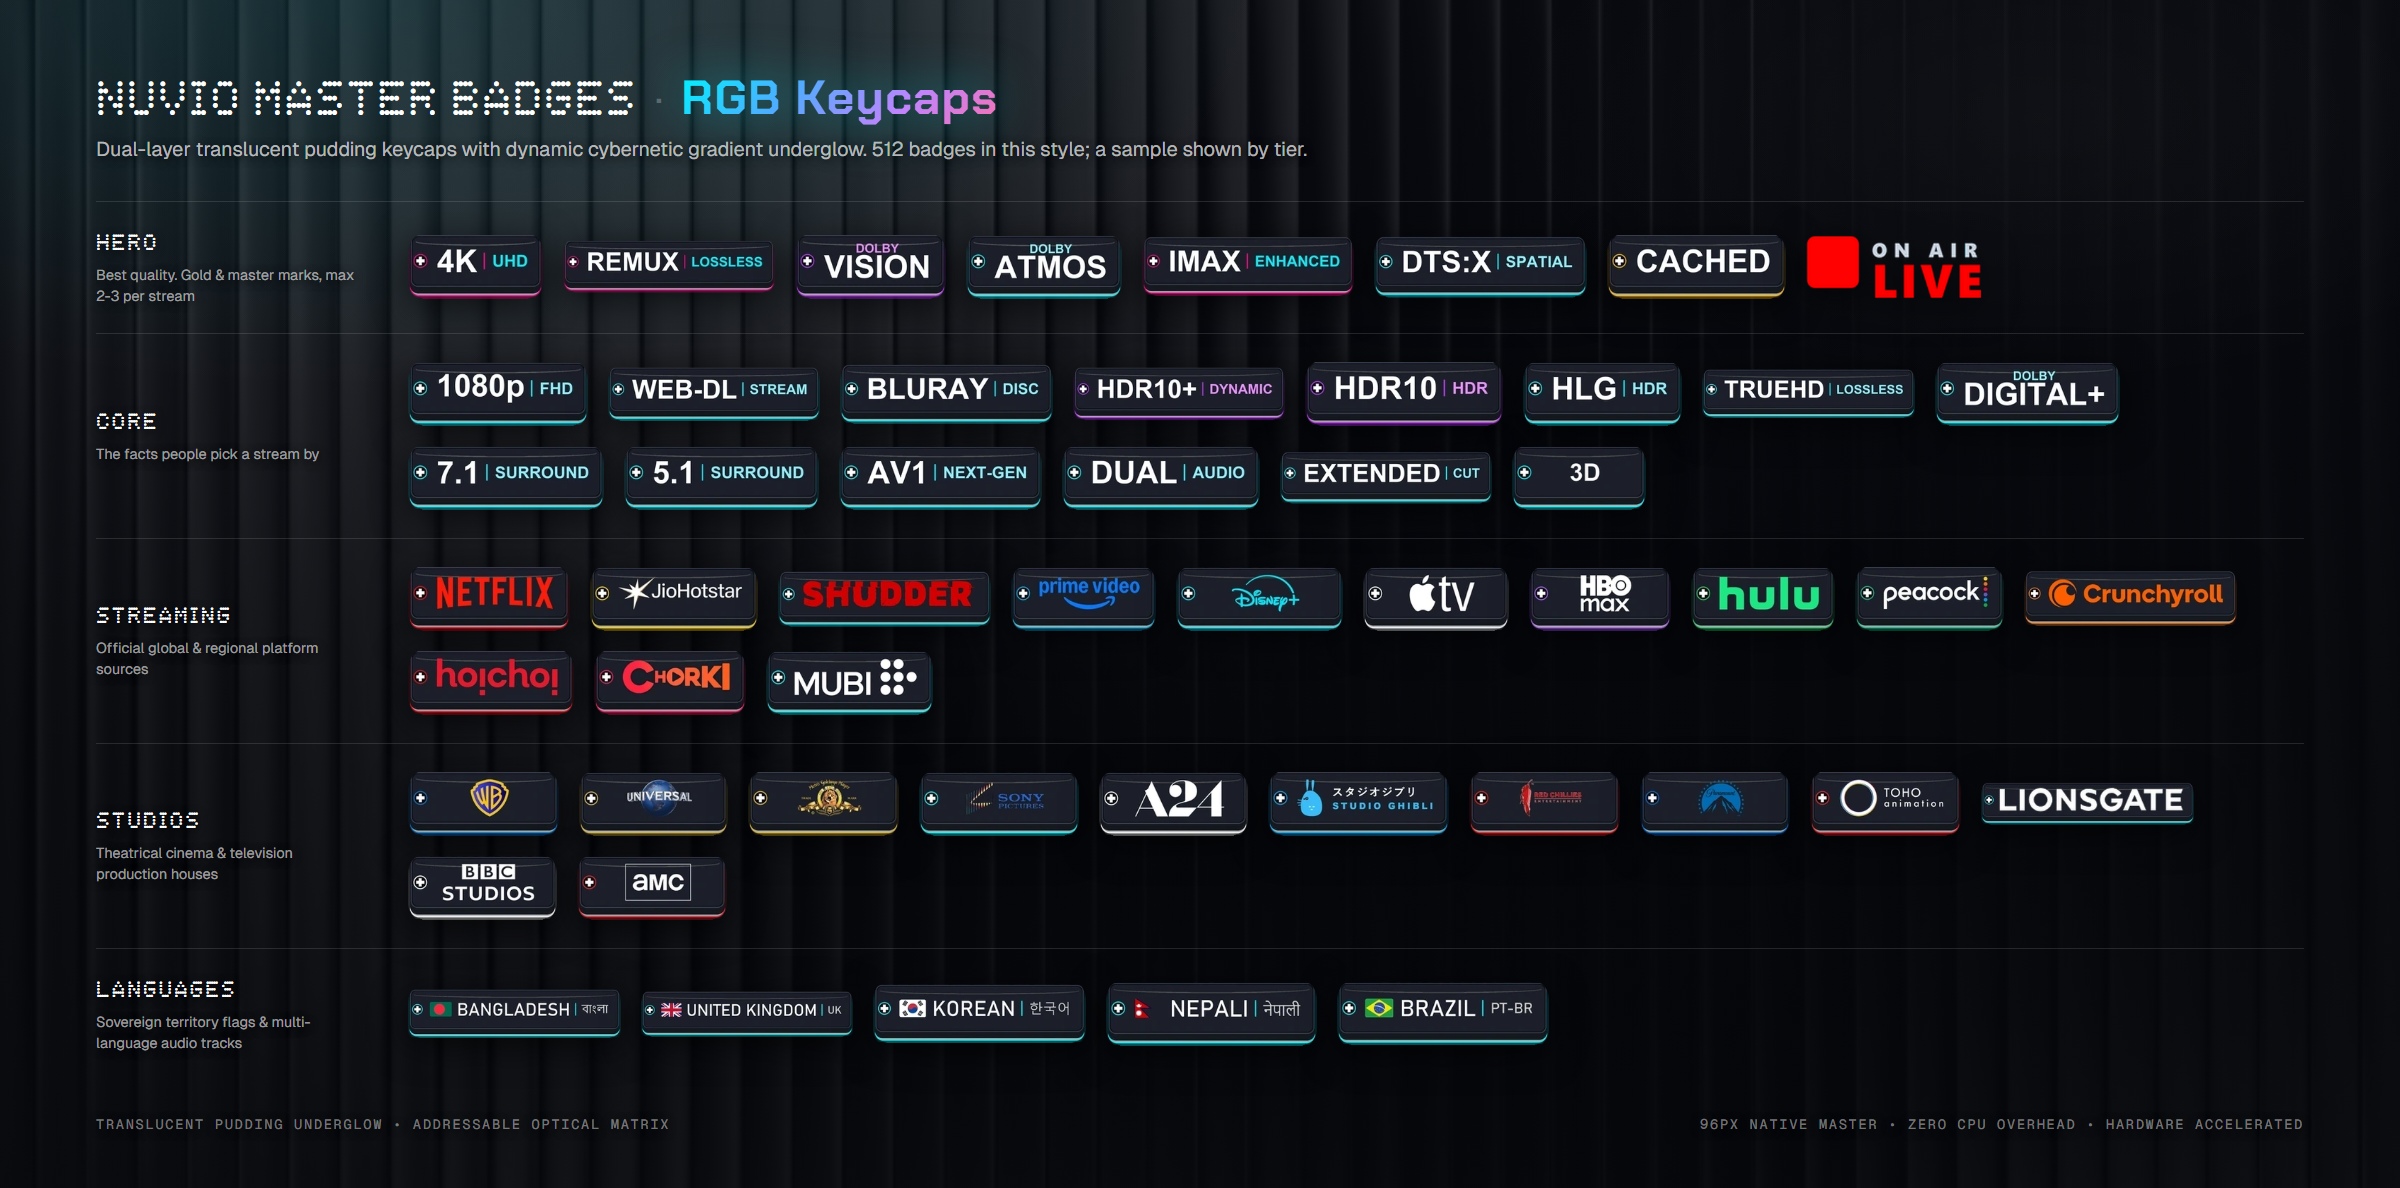 NUVIO MASTER BADGES · RGB Keycaps
Dual-layer translucent pudding keycaps with dynamic cybernetic gradient underglow. 512 badges in this style; a sample shown by tier.
HERO
Best quality. Gold & master marks, max
2-3 per stream
4K | UHD
REMUX | LOSSLESS
DOLBY
VISION
DOLBY
ATMOS
IMAX | ENHANCED
DTS:X | SPATIAL
CACHED
ON AIR
LIVE
CORE
The facts people pick a stream by
1080p | FHD
WEB-DL | STREAM
BLURAY | DISC
HDR10+ | DYNAMIC
HDR10 | HDR
HLG | HDR
TRUEHD | LOSSLESS
DOLBY
DIGITAL+
7.1 | SURROUND
5.1 | SURROUND
AV1 | NEXT-GEN
DUAL | AUDIO
EXTENDED | CUT
3D
STREAMING
Official global & regional platform
sources
NETFLIX
JioHotstar
SHUDDER
prime video
Disney+
tv
HBO
max
hulu
peacock
Crunchyroll
hoichoi
CHORKI
MUBI
STUDIOS
Theatrical cinema & television
production houses
WB
UNIVERSAL
SONY
PICTURES
A24
スタジオジブリ
STUDIO GHIBLI
RED CHILLIES
ENTERTAINMENT
TOHO
animation
LIONSGATE
BBC
STUDIOS
aMC
LANGUAGES
Sovereign territory flags & multi-
language audio tracks
BANGLADESH | বাংলা
UNITED KINGDOM | UK
KOREAN | 한국어
NEPALI | नेपाली
BRAZIL | PT-BR
TRANSLUCENT PUDDING UNDERGLOW • ADDRESSABLE OPTICAL MATRIX
96PX NATIVE MASTER • ZERO CPU OVERHEAD • HARDWARE ACCELERATED